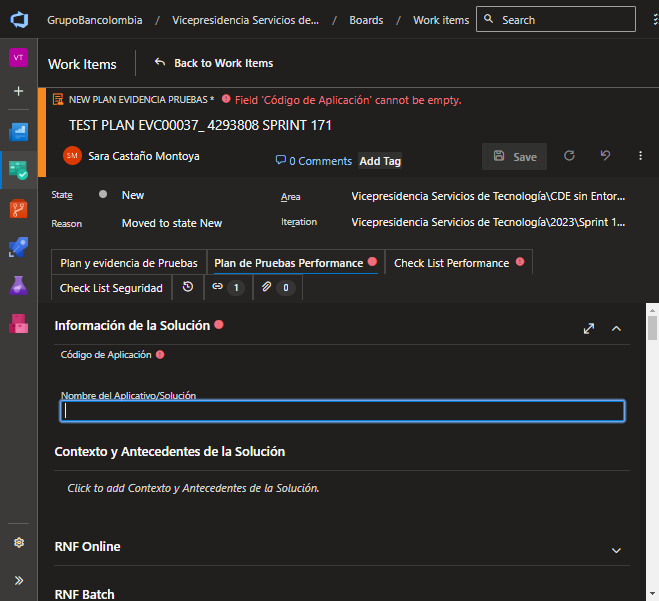 GrupoBancolombia / Vicepresidencia Servicios de... / Boards / Work items Search
VT
Work Items Back to Work Items
NEW PLAN EVIDENCIA PRUEBAS * Field 'Código de Aplicación' cannot be empty.
TEST PLAN EVC00037_ 4293808 SPRINT 171
SM Sara Castaño Montoya 0 Comments Add Tag Save
State New Area Vicepresidencia Servicios de Tecnología\CDE sin Entor...
Reason Moved to state New Iteration Vicepresidencia Servicios de Tecnología\2023\Sprint 1...
Plan y evidencia de Pruebas Plan de Pruebas Performance Check List Performance
Check List Seguridad 1 0
Información de la Solución
Código de Aplicación
Nombre del Aplicativo/Solución
Contexto y Antecedentes de la Solución
Click to add Contexto y Antecedentes de la Solución.
RNF Online
RNF Batch